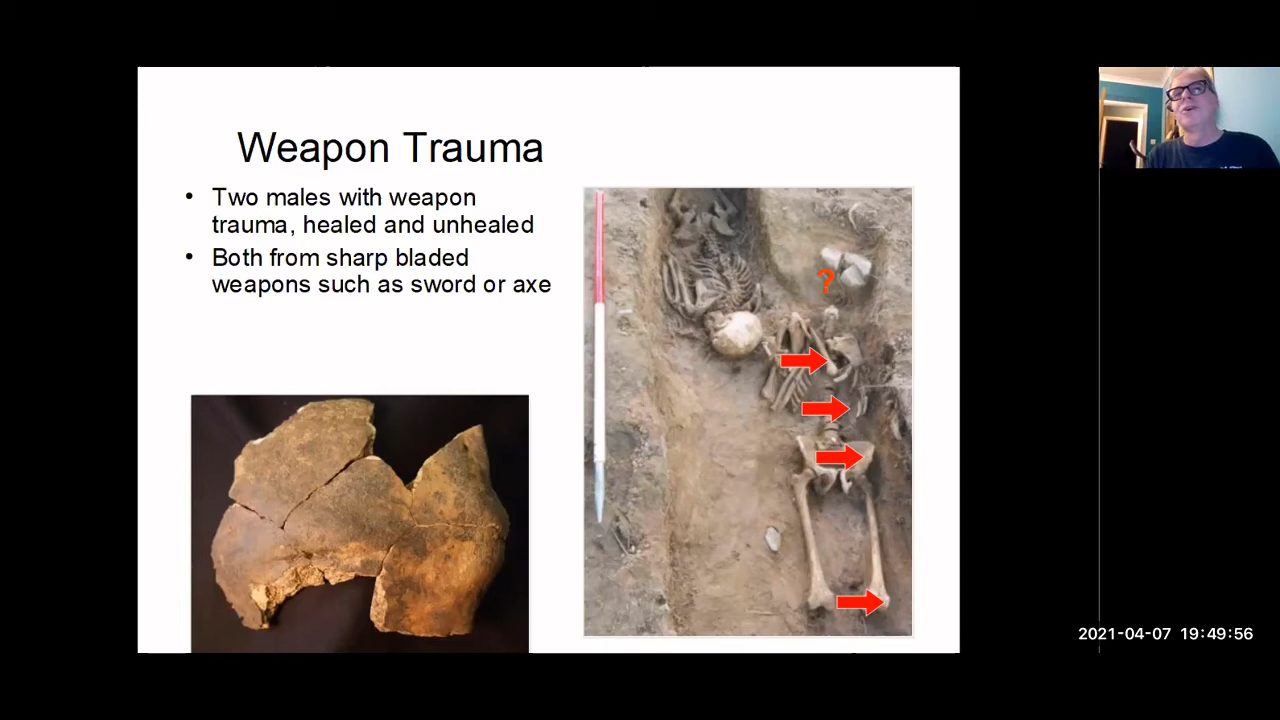 Weapon Trauma
• Two males with weapon
trauma, healed and unhealed
• Both from sharp bladed
weapons such as sword or axe
?
2021-04-07 19:49:56